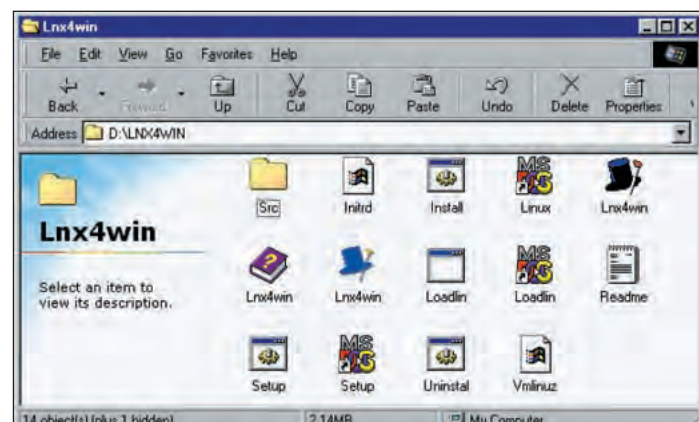 Lnx4win
File Edit View Go Favorites Help
Back Forward Up Cut Copy Paste Undo Delete Properties
Address D:\LNX4WIN
Src Initrd Install Linux Lnx4win
Lnx4win
Select an item to
view its description.
Lnx4win Lnx4win Loadlin Loadlin Readme
Setup Setup Uninstal Vmlinuz
14 object(s) (plus 1 hidden) 2.14MB My Computer